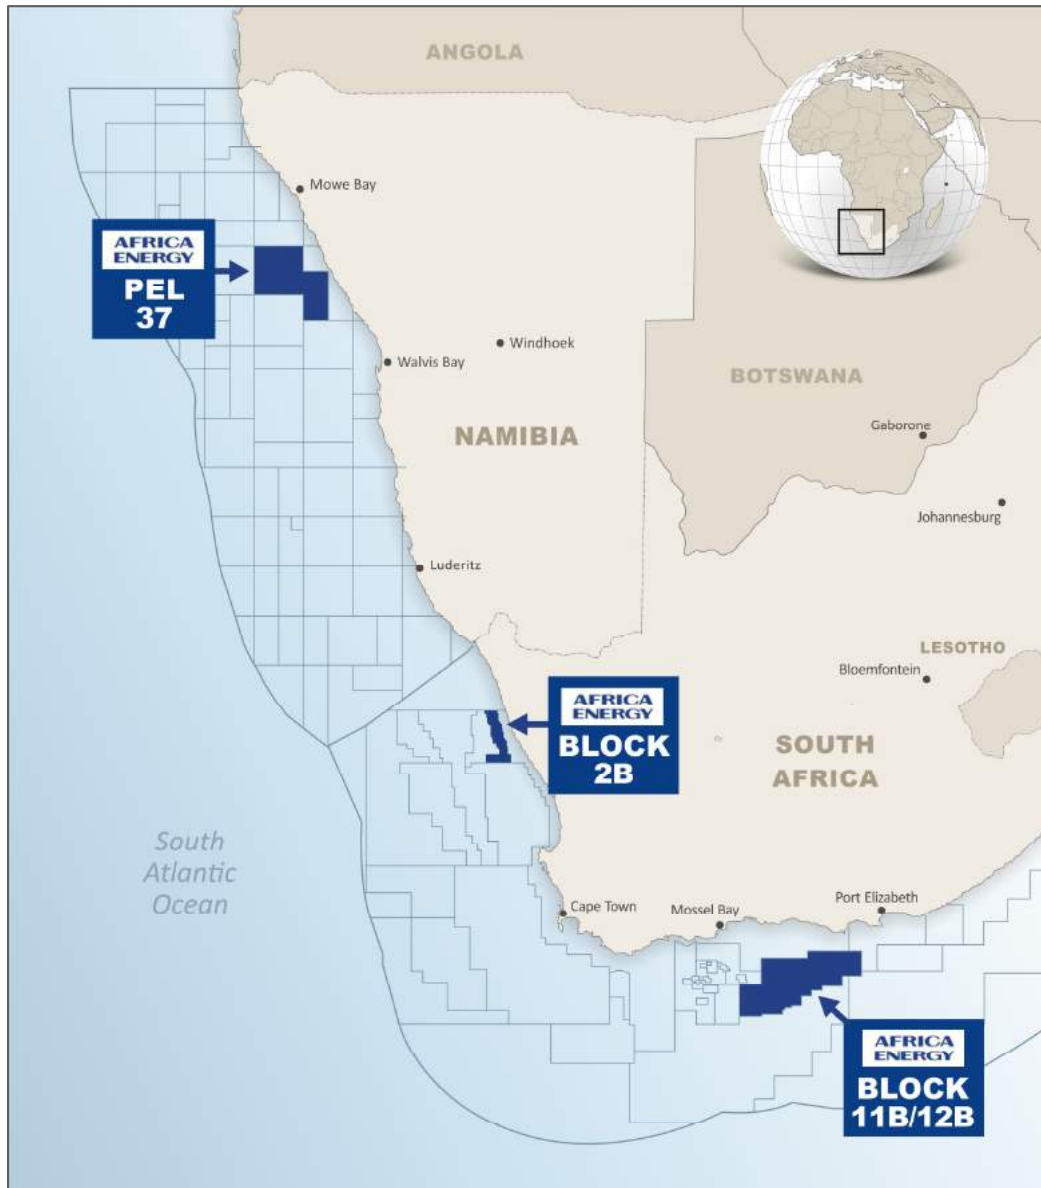 ANGOLA
Mowe Bay
AFRICA
ENERGY
PEL
37
Windhoek
Walvis Bay
BOTSWANA
NAMIBIA
Gaborone
Johannesburg
Luderitz
LESOTHO
Bloemfontein
AFRICA
ENERGY
BLOCK
2B
SOUTH
AFRICA
South
Atlantic
Ocean
Cape Town
Mossel Bay
Port Elizabeth
AFRICA
ENERGY
BLOCK
11B/12B